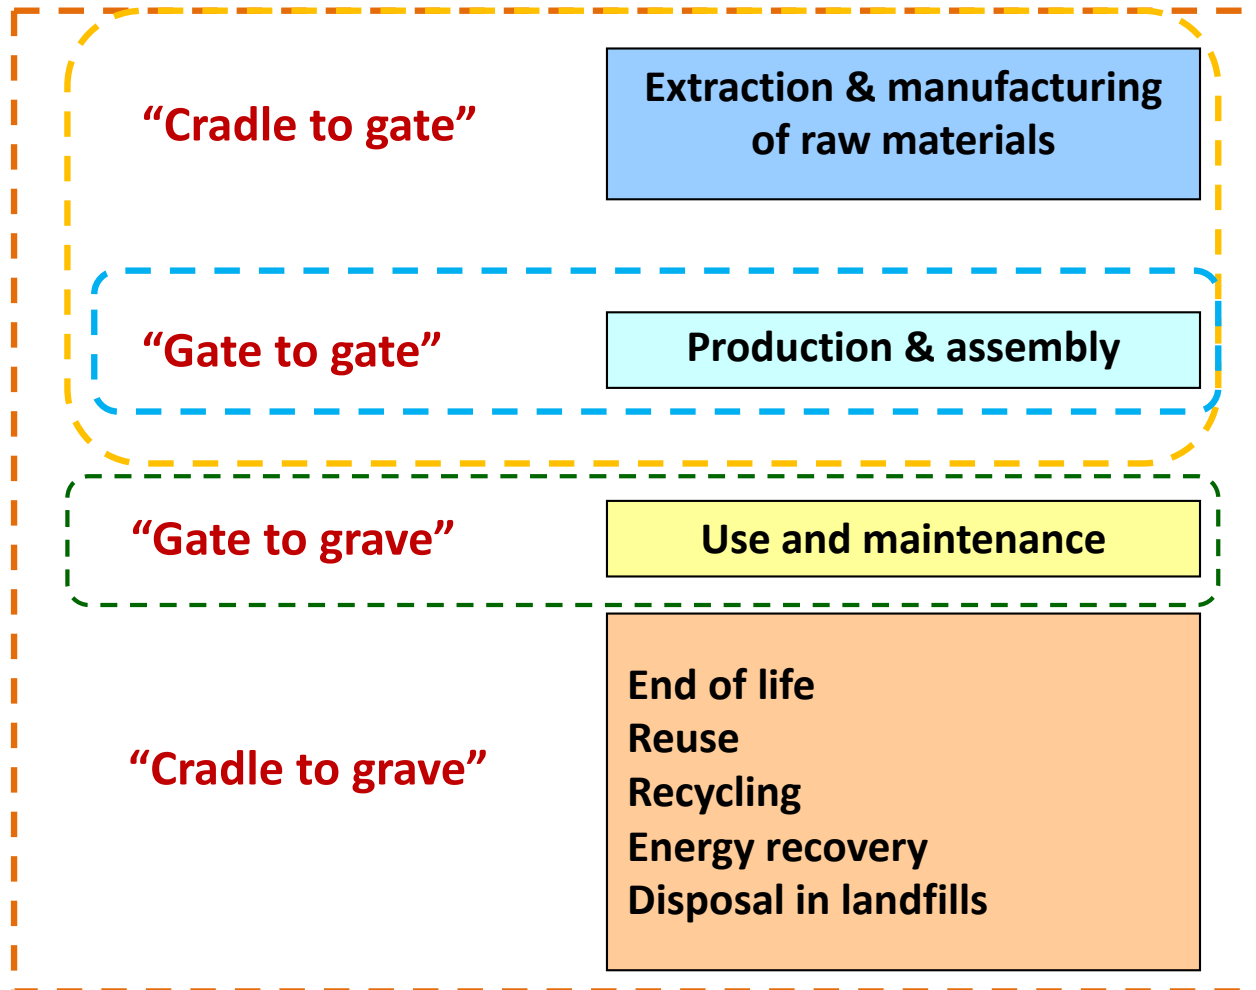 “Cradle to gate”
Extraction & manufacturing
of raw materials
“Gate to gate”
Production & assembly
“Gate to grave”
Use and maintenance
“Cradle to grave”
End of life
Reuse
Recycling
Energy recovery
Disposal in landfills